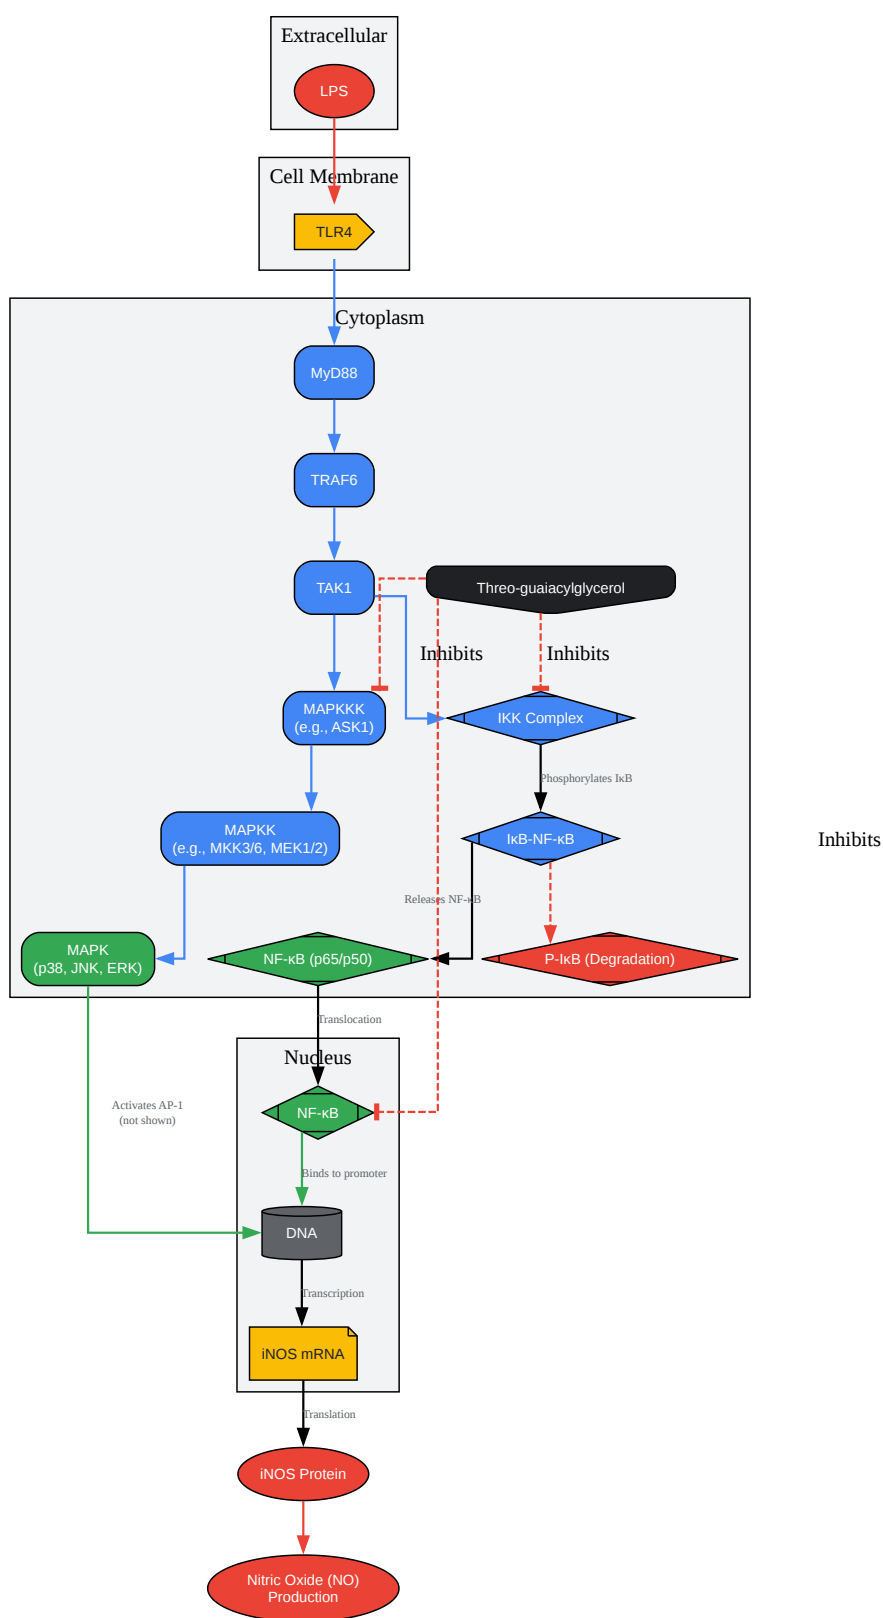 Extracellular
LPS
Cell Membrane
TLR4
Cytoplasm
MyD88
TRAF6
TAK1
Threo-guaiacylglycerol
Inhibits
Inhibits
MAPKKK
(e.g., ASK1)
IKK Complex
Phosphorylates IκB
MAPKK
(e.g., MKK3/6, MEK1/2)
IκB-NF-κB
Inhibits
Releases NF-κB
MAPK
(p38, JNK, ERK)
NF-κB (p65/p50)
P-IκB (Degradation)
Translocation
Nucleus
Activates AP-1
(not shown)
NF-κB
Binds to promoter
DNA
Transcription
iNOS mRNA
Translation
iNOS Protein
Nitric Oxide (NO)
Production